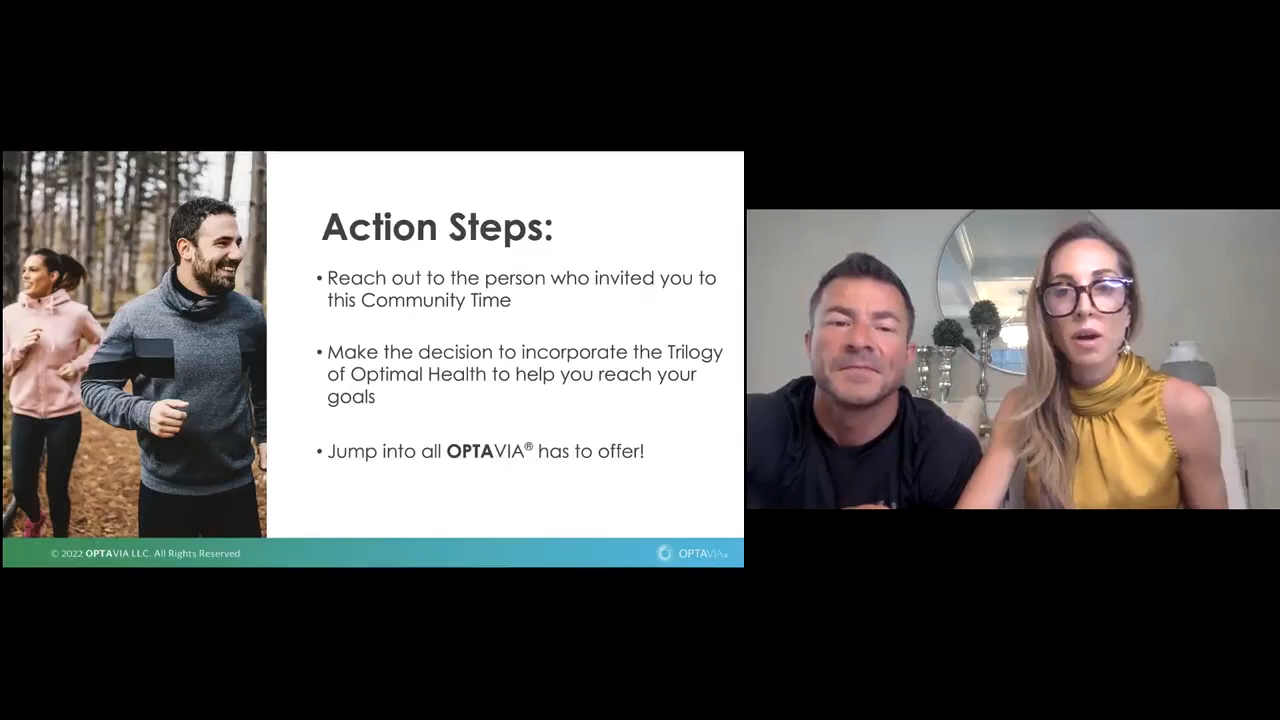 Action Steps:
• Reach out to the person who invited you to
this Community Time
• Make the decision to incorporate the Trilogy
of Optimal Health to help you reach your
goals
• Jump into all OPTAVIA® has to offer!
© 2022 OPTAVIA LLC. All Rights Reserved.
OPTAVIA®